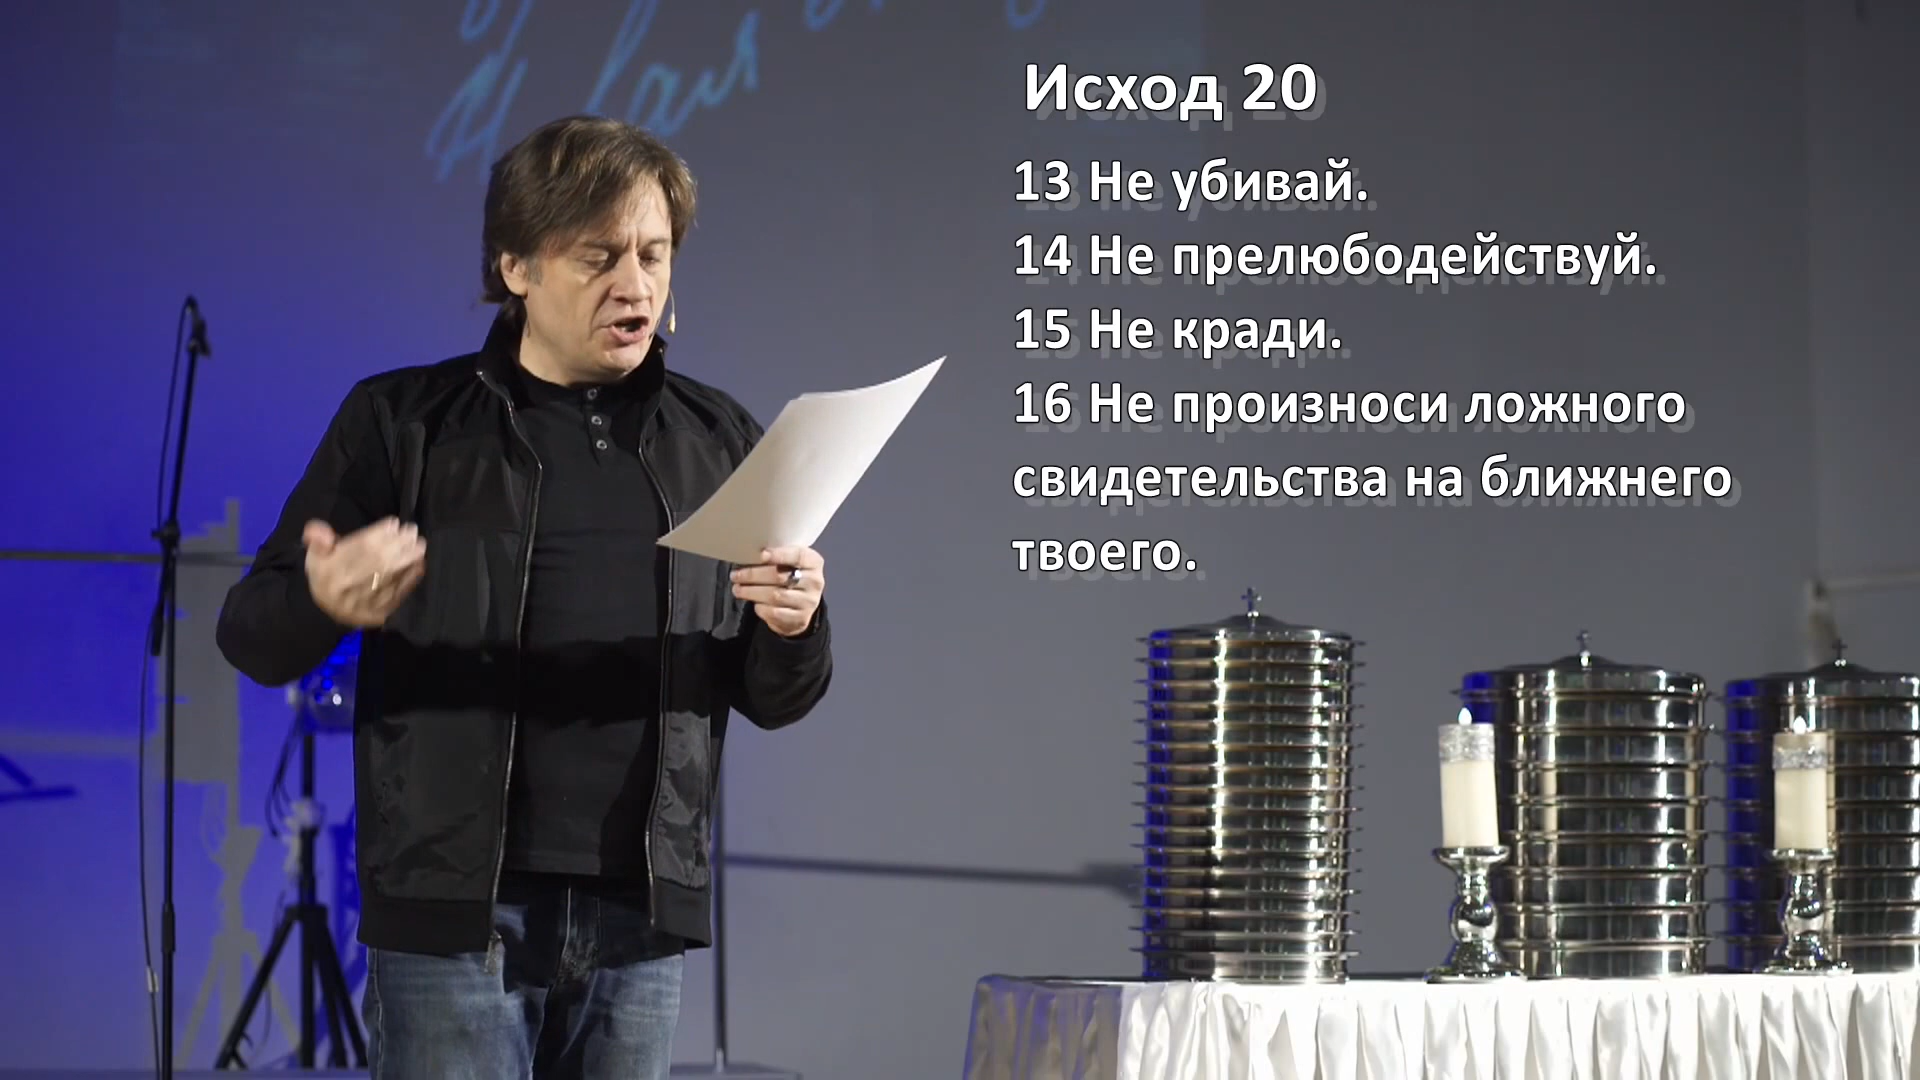 Исход 20
13 Не убивай.
14 Не прелюбодействуй.
15 Не кради.
16 Не произноси ложного
свидетельства на ближнего
твоего.